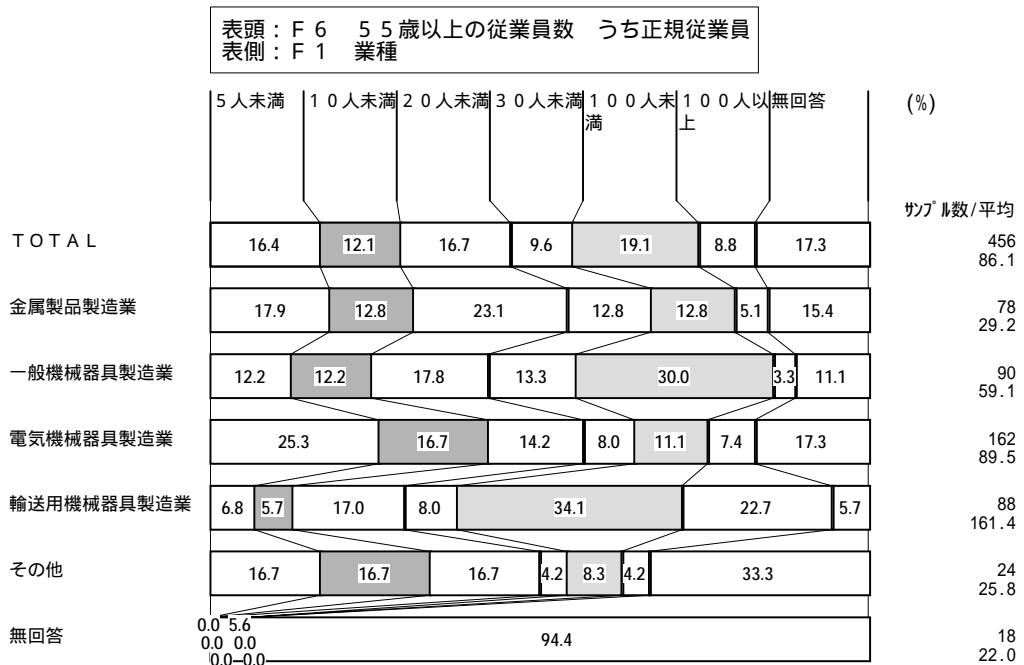 表頭：Ｆ６　５５歳以上の従業員数　うち正規従業員
表側：Ｆ１　業種
５人未満 １０人未満 ２０人未満 ３０人未満 １００人未満 １００人以上 無回答 (%)
ｻﾝﾌﾟﾙ数/平均
ＴＯＴＡＬ 16.4 12.1 16.7 9.6 19.1 8.8 17.3 456
86.1
金属製品製造業 17.9 12.8 23.1 12.8 12.8 5.1 15.4 78
29.2
一般機械器具製造業 12.2 12.2 17.8 13.3 30.0 3.3 11.1 90
59.1
電気機械器具製造業 25.3 16.7 14.2 8.0 11.1 7.4 17.3 162
89.5
輸送用機械器具製造業 6.8 5.7 17.0 8.0 34.1 22.7 5.7 88
161.4
その他 16.7 16.7 16.7 4.2 8.3 4.2 33.3 24
25.8
0.0 5.6
無回答 0.0 0.0 94.4 18
0.0 0.0 22.0